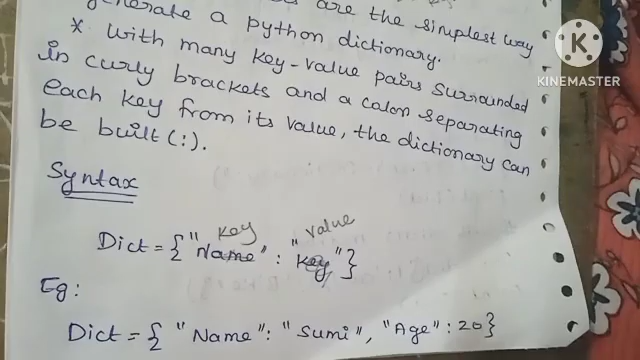 generate a python dictionary.
are the simplest way
* With many key-value pairs surrounded
in curly brackets and a colon separating
each key from its value, the dictionary can
be built (:).
Syntax
key value
Dict = { "Name" : "key" }
Eg:
Dict = { "Name" : "Sumi", "Age" : 20 }
KINEMASTER